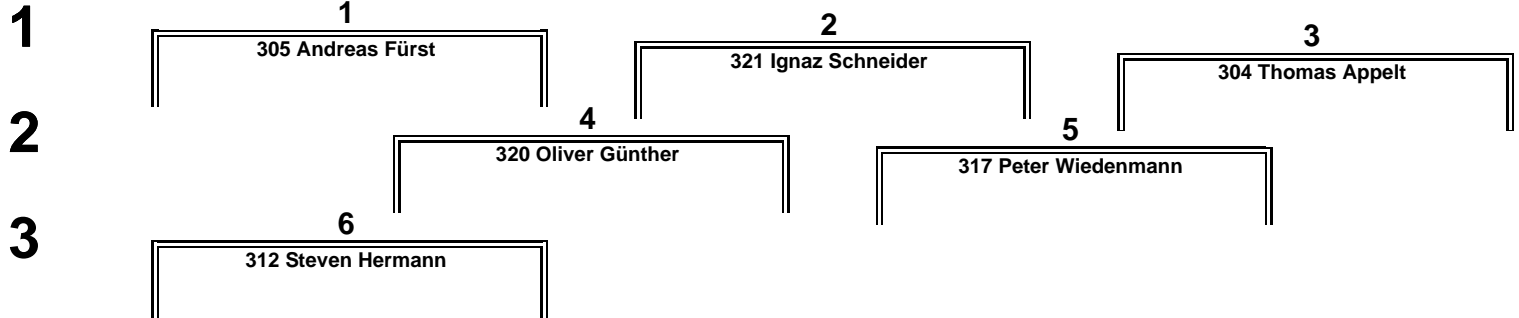 1
1
305 Andreas Fürst
2
321 Ignaz Schneider
3
304 Thomas Appelt
2
4
320 Oliver Günther
5
317 Peter Wiedenmann
3
6
312 Steven Hermann